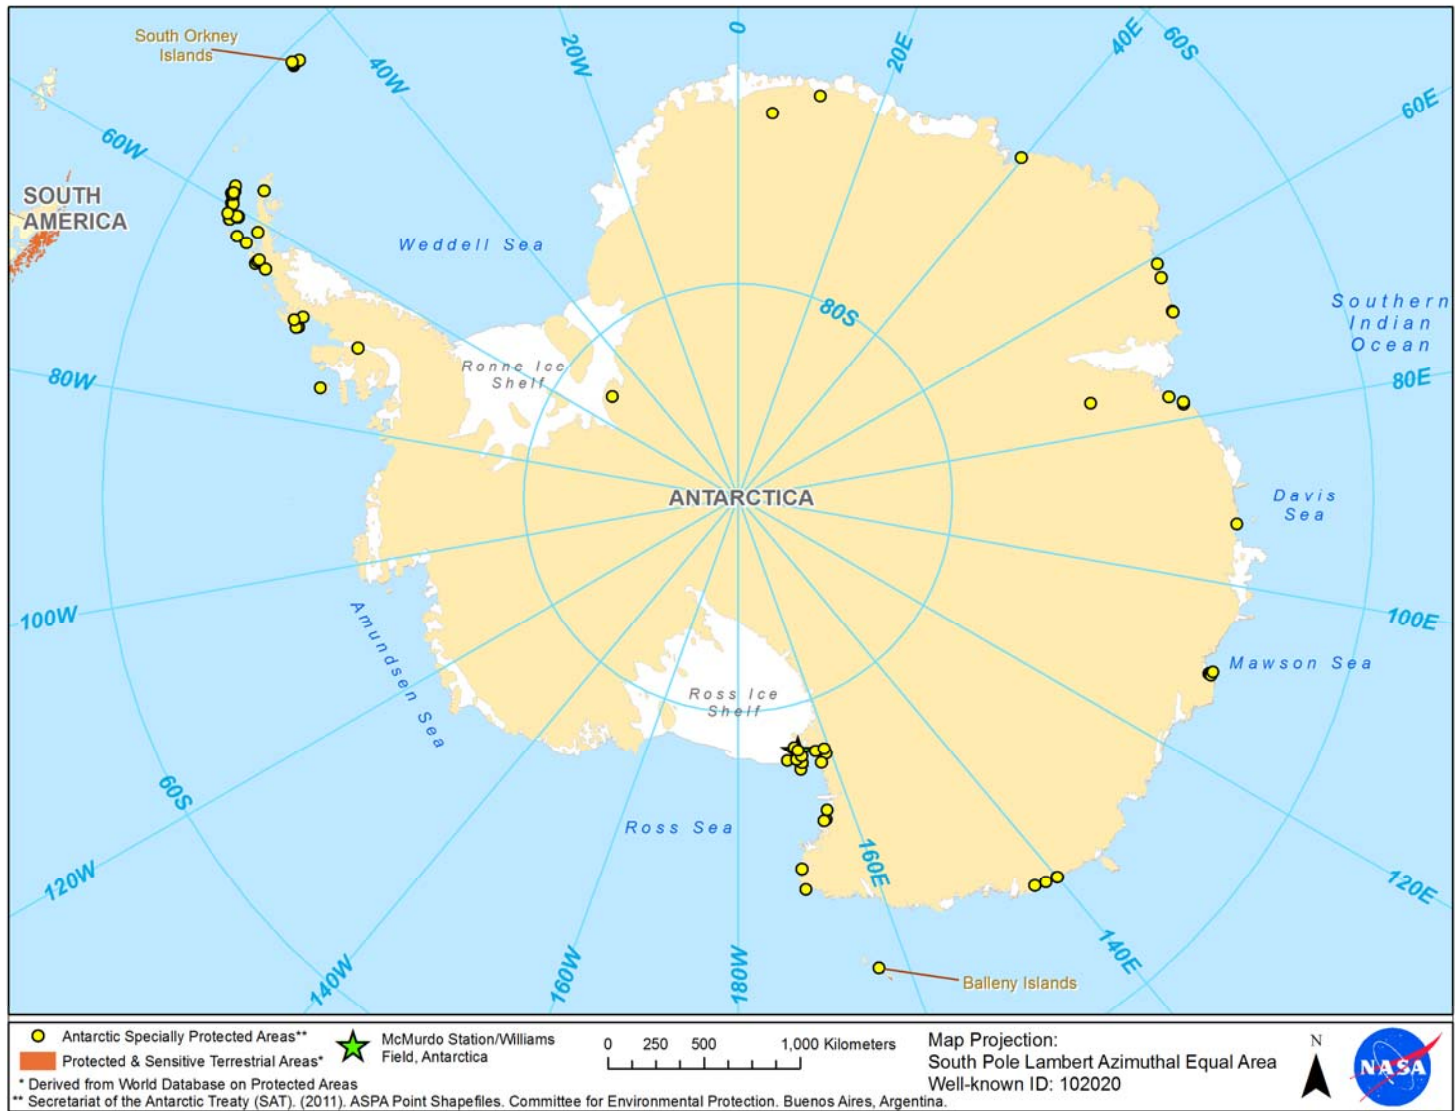 South Orkney
Islands
0
20W
20E
40W
40E
60S
60E
60W
SOUTH
AMERICA
Weddell Sea
80S
Southern
Indian
Ocean
Ronne Ice
Shelf
80W
80E
ANTARCTICA
Davis
Sea
100W
100E
Amundsen Sea
Mawson Sea
Ross Ice
Shelf
60S
Ross Sea
160E
120W
120E
140W
160W
180W
140E
Balleny Islands
Antarctic Specially Protected Areas**
Protected & Sensitive Terrestrial Areas*
* Derived from World Database on Protected Areas
** Secretariat of the Antarctic Treaty (SAT). (2011). ASPA Point Shapefiles. Committee for Environmental Protection. Buenos Aires, Argentina.
McMurdo Station/Williams
Field, Antarctica
0 250 500 1,000 Kilometers
Map Projection:
South Pole Lambert Azimuthal Equal Area
Well-known ID: 102020
N
NASA